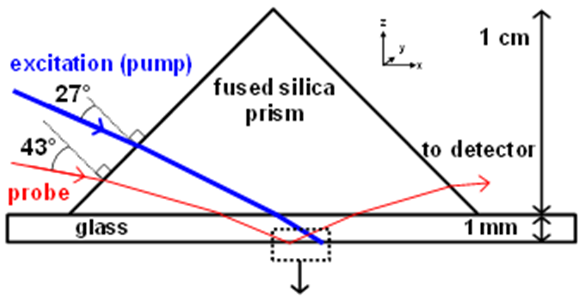 z
y
x
1 cm
excitation (pump)
27°
fused silica
prism
43°
to detector
probe
glass
1 mm